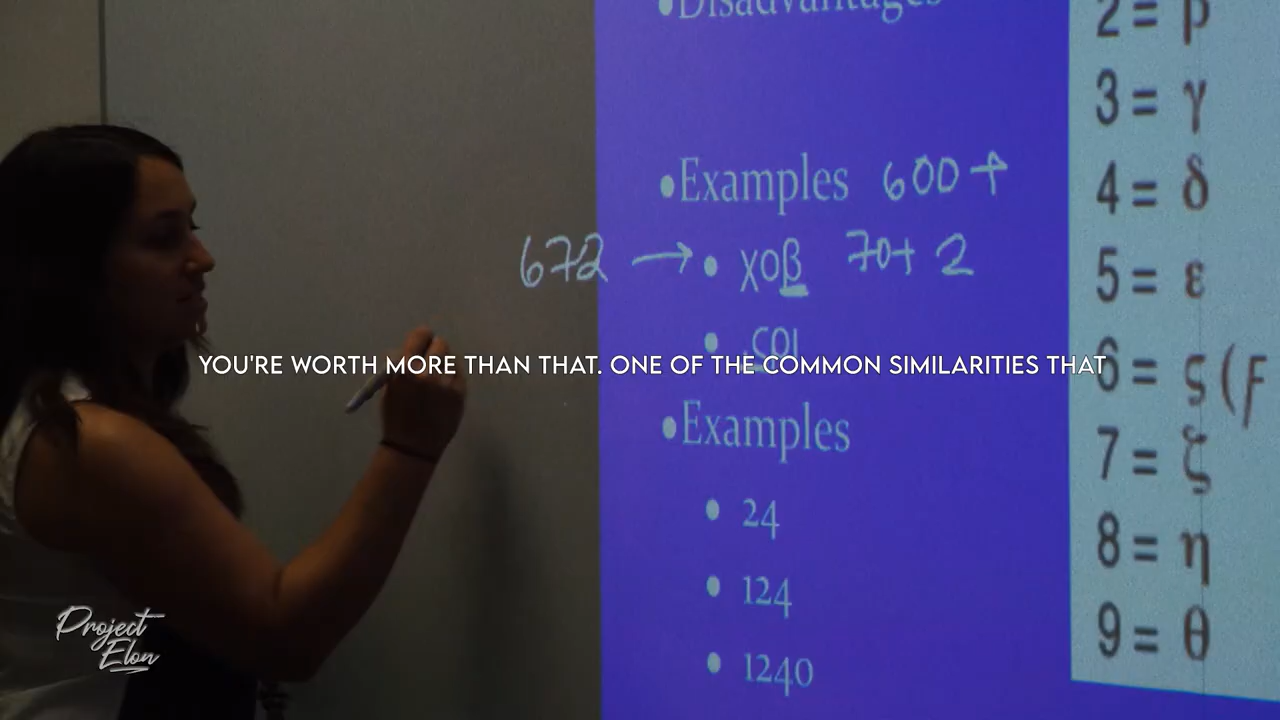 •Disadvantages
•Examples 600 +
672 → • χοβ 70+ 2
YOU'RE WORTH MORE THAN THAT. ONE OF THE COMMON SIMILARITIES THAT
•Examples
• 24
• 124
• 1240
2 = β
3 = γ
4 = δ
5 = ε
6 = ς (F
7 = ζ
8 = η
9 = θ
Project
Elon